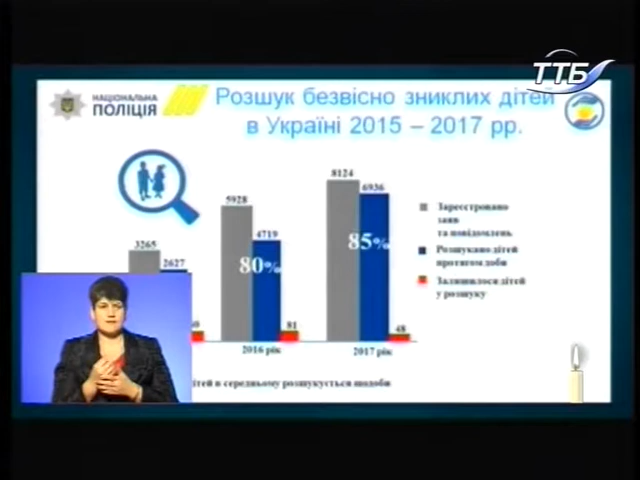 ТТБ
НАЦІОНАЛЬНА
ПОЛІЦІЯ
Розшук безвісно зниклих дітей
в Україні 2015 – 2017 рр.
3265
2627
5928
4719
80%
81
2016 рік
8124
6936
85%
48
2017 рік
Зареєстровано
заяв
та повідомлень
Розшукано дітей
протягом доби
Залишилося дітей
у розшуку
дітей в середньому розшукується щодоби